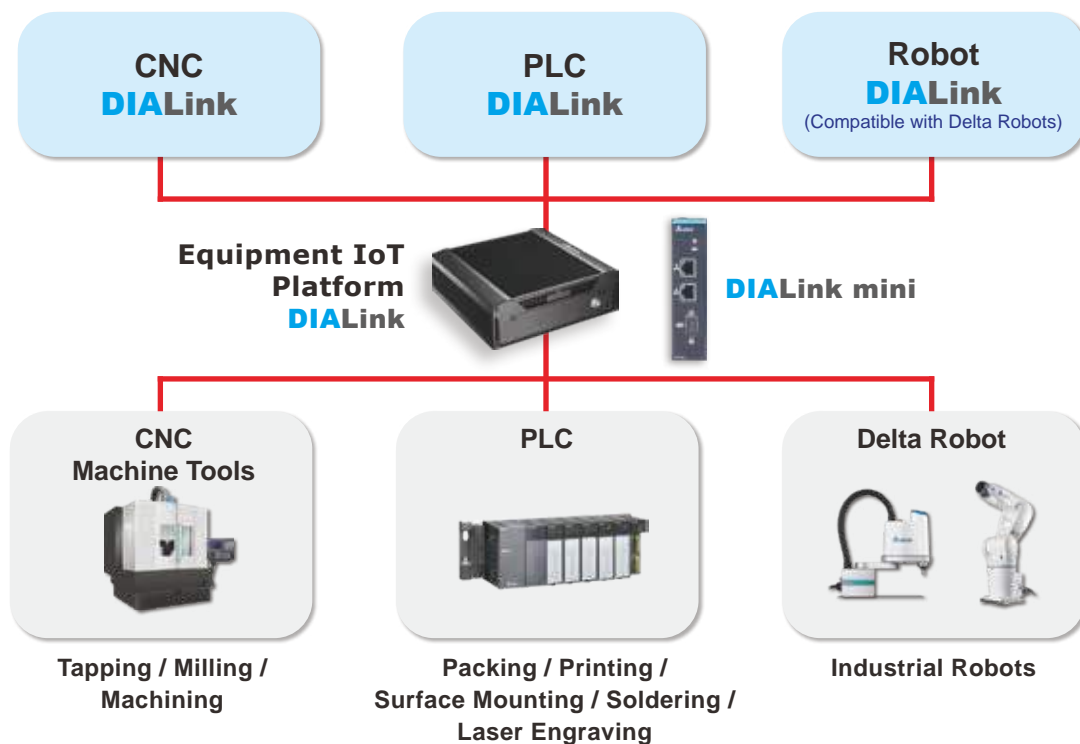 CNC
DIALink
PLC
DIALink
Robot
DIALink
(Compatible with Delta Robots)
Equipment IoT
Platform
DIALink
DIALink mini
CNC
Machine Tools
PLC
Delta Robot
Tapping / Milling /
Machining
Packing / Printing /
Surface Mounting / Soldering /
Laser Engraving
Industrial Robots